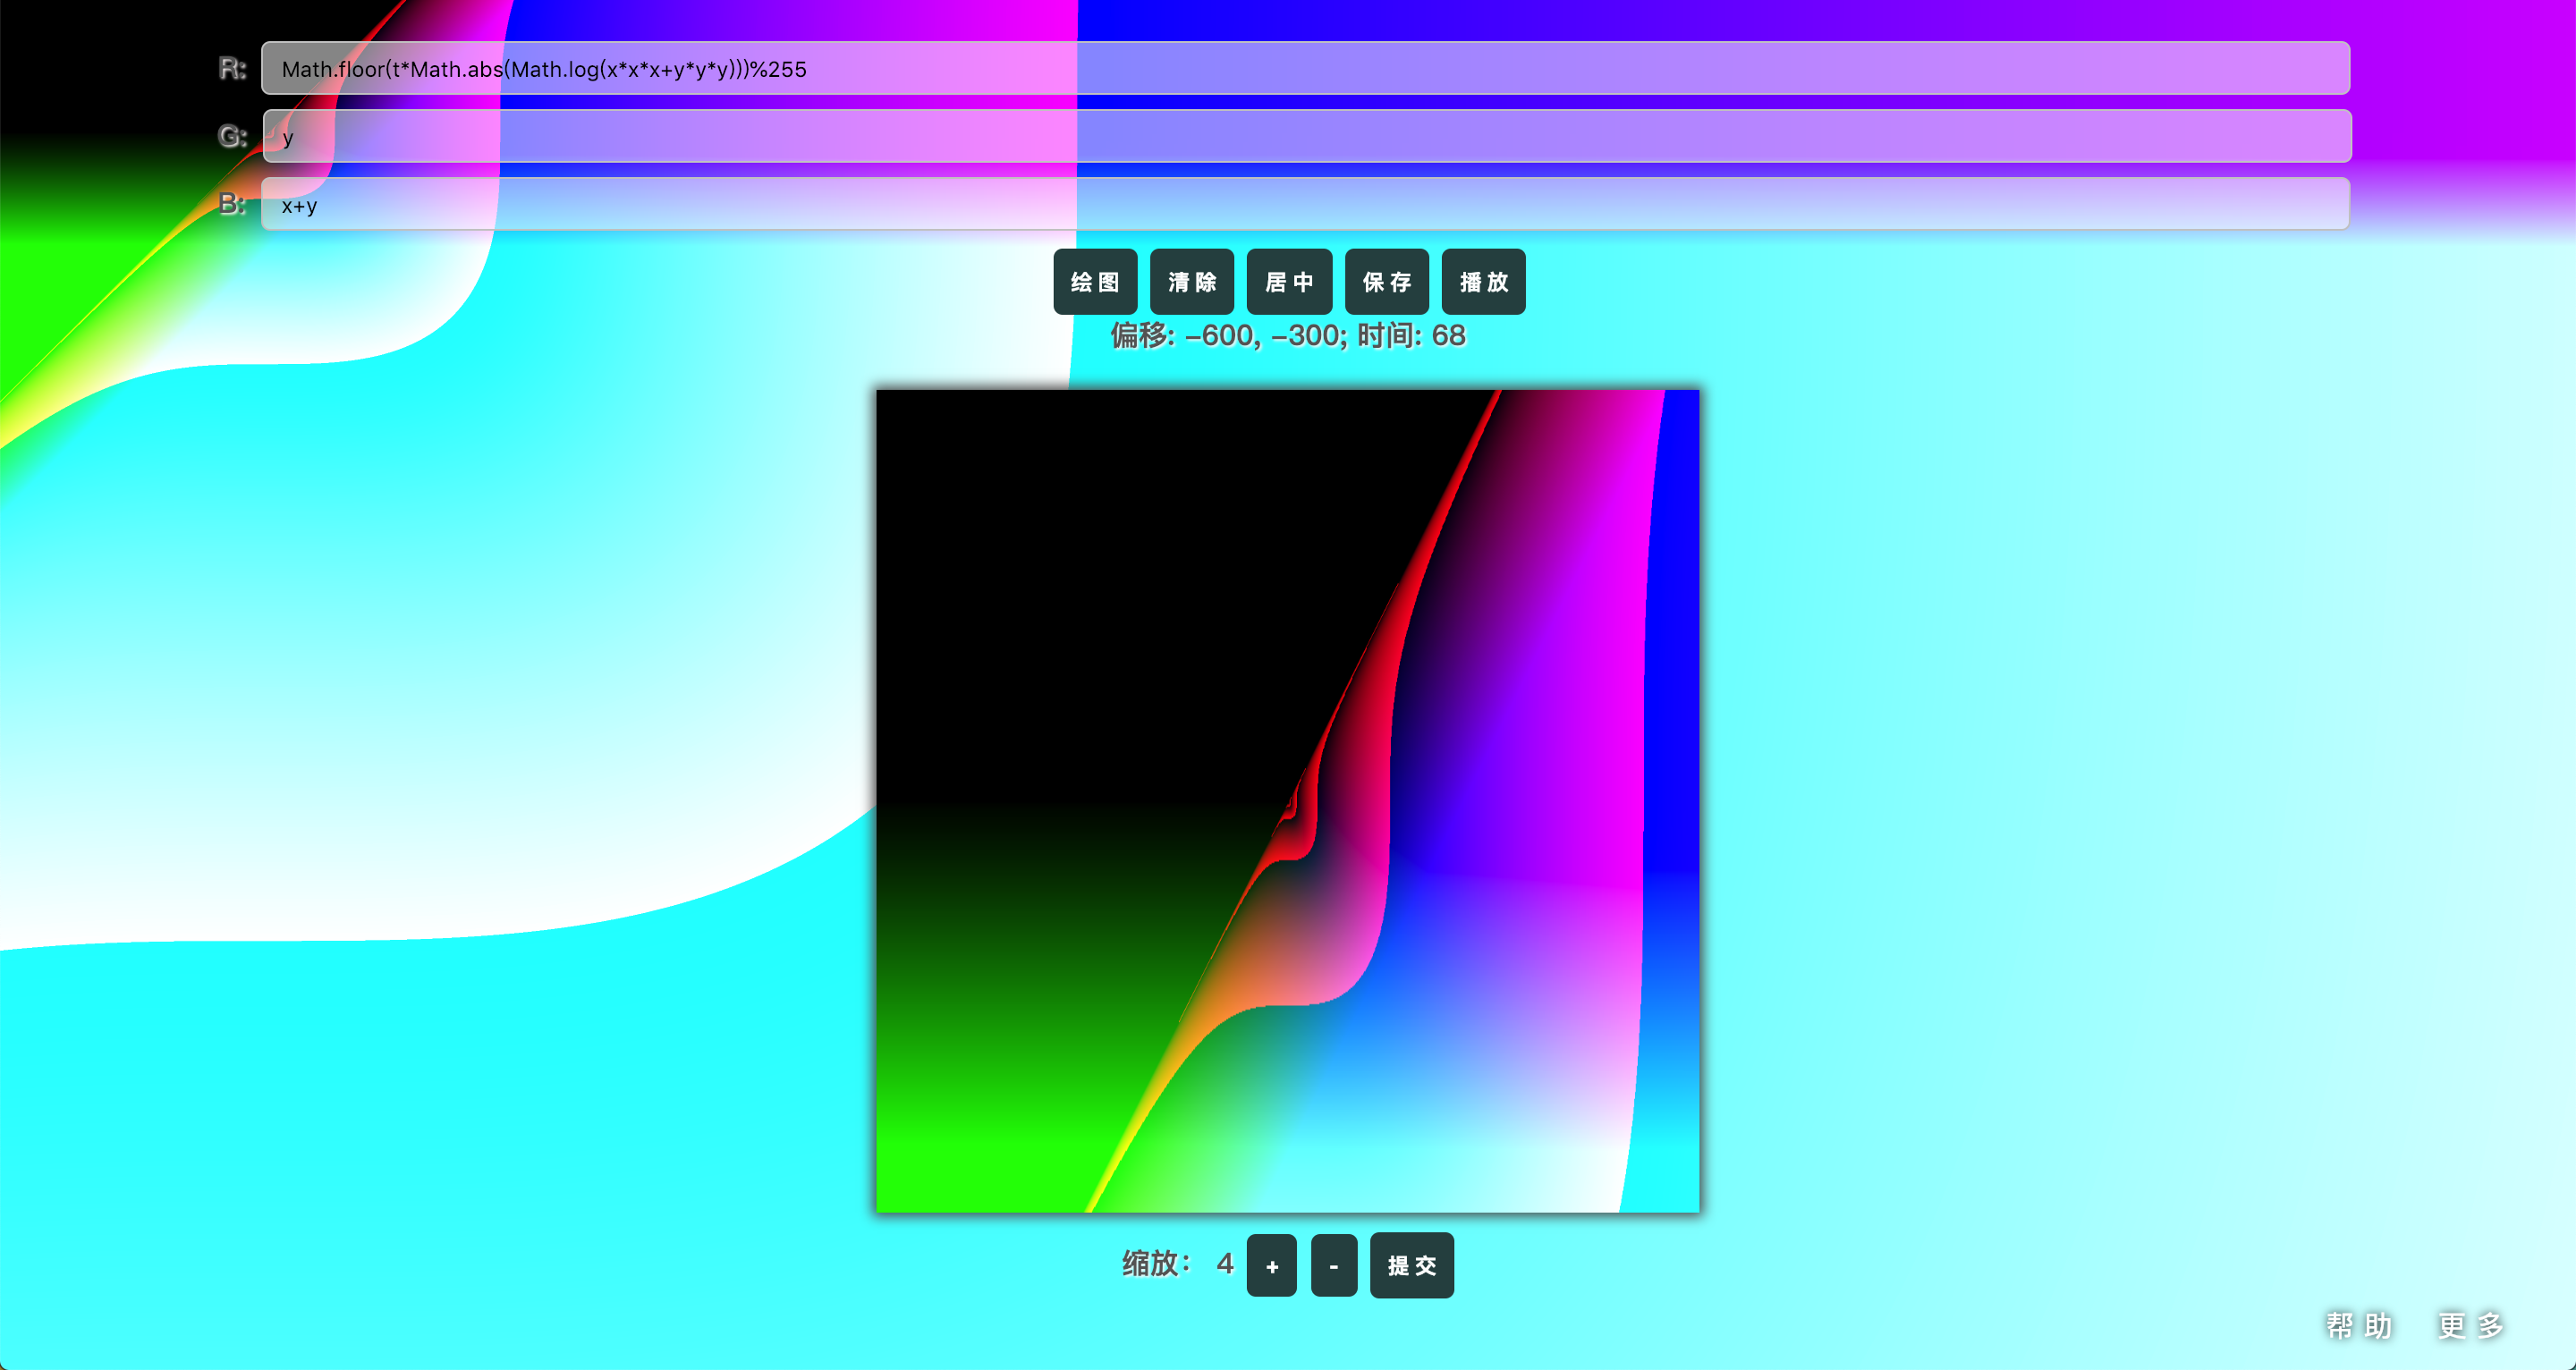 R: Math.floor(t*Math.abs(Math.log(x*x*x+y*y*y)))%255
G: y
B: x+y
绘图 清除 居中 保存 播放
偏移: −600, −300; 时间: 68
缩放： 4 + - 提交
帮助 更多